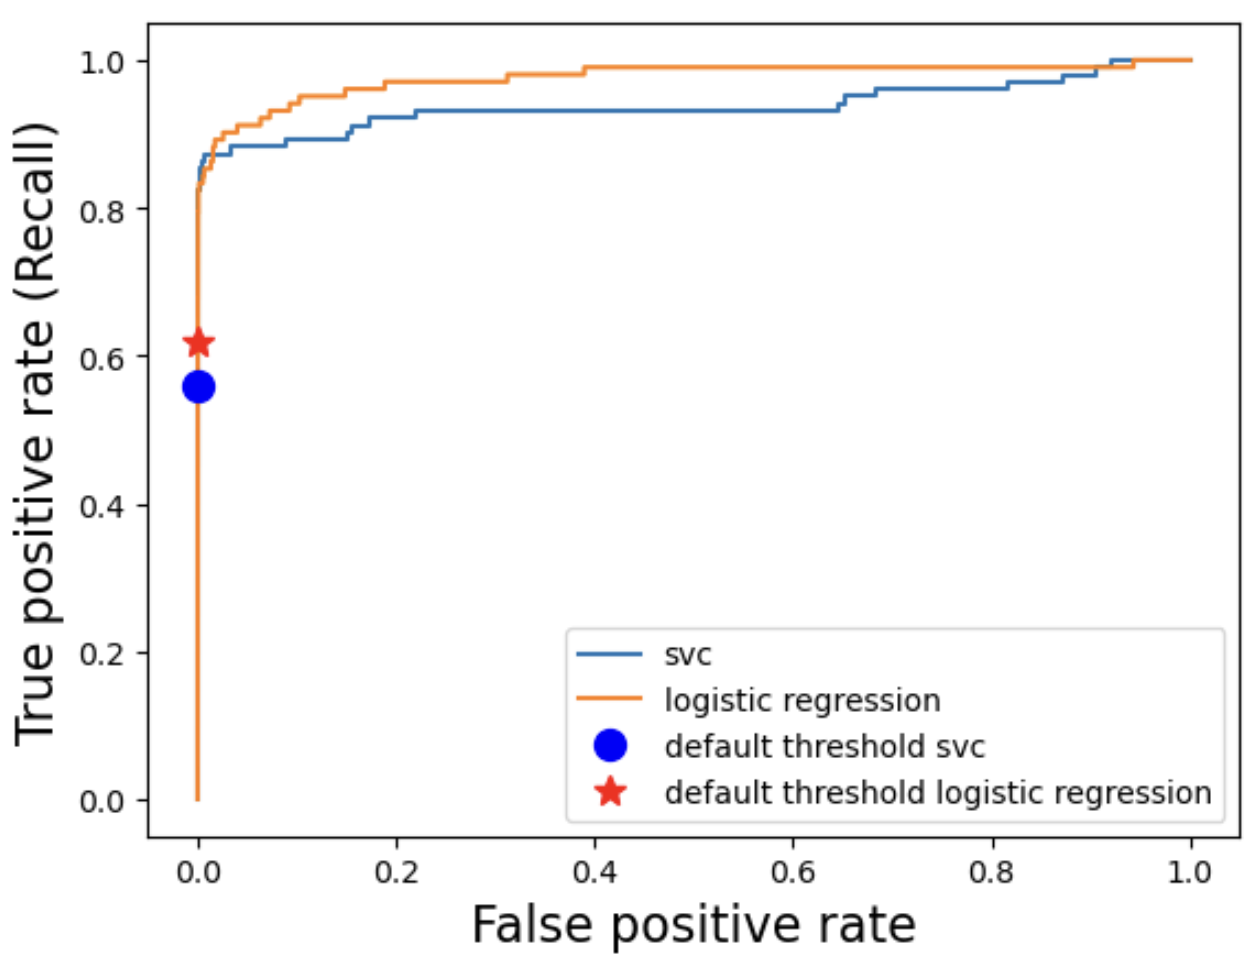 1.0
0.8
0.6
0.4
0.2
0.0
True positive rate (Recall)
svc
logistic regression
default threshold svc
default threshold logistic regression
0.0 0.2 0.4 0.6 0.8 1.0
False positive rate